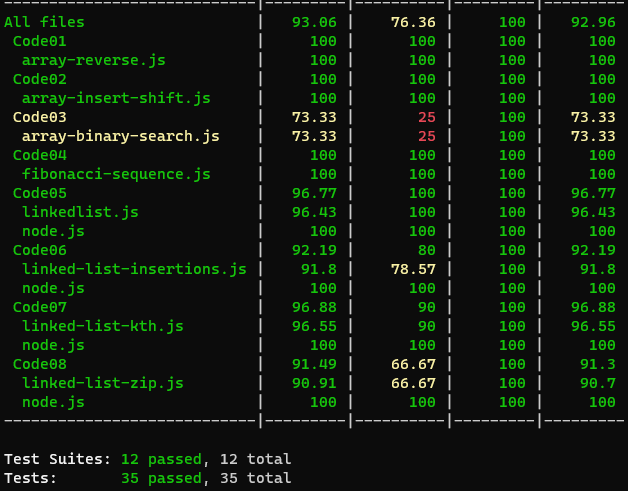 ----------------------------|---------|----------|---------|---------
All files                   |   93.06 |    76.36 |     100 |   92.96
 Code01                     |     100 |      100 |     100 |     100
  array-reverse.js          |     100 |      100 |     100 |     100
 Code02                     |     100 |      100 |     100 |     100
  array-insert-shift.js     |     100 |      100 |     100 |     100
 Code03                     |   73.33 |       25 |     100 |   73.33
  array-binary-search.js    |   73.33 |       25 |     100 |   73.33
 Code04                     |     100 |      100 |     100 |     100
  fibonacci-sequence.js     |     100 |      100 |     100 |     100
 Code05                     |   96.77 |      100 |     100 |   96.77
  linkedlist.js             |   96.43 |      100 |     100 |   96.43
  node.js                   |     100 |      100 |     100 |     100
 Code06                     |   92.19 |       80 |     100 |   92.19
  linked-list-insertions.js |    91.8 |    78.57 |     100 |    91.8
  node.js                   |     100 |      100 |     100 |     100
 Code07                     |   96.88 |       90 |     100 |   96.88
  linked-list-kth.js        |   96.55 |       90 |     100 |   96.55
  node.js                   |     100 |      100 |     100 |     100
 Code08                     |   91.49 |    66.67 |     100 |    91.3
  linked-list-zip.js        |   90.91 |    66.67 |     100 |    90.7
  node.js                   |     100 |      100 |     100 |     100
----------------------------|---------|----------|---------|---------
Test Suites: 12 passed, 12 total
Tests:       35 passed, 35 total